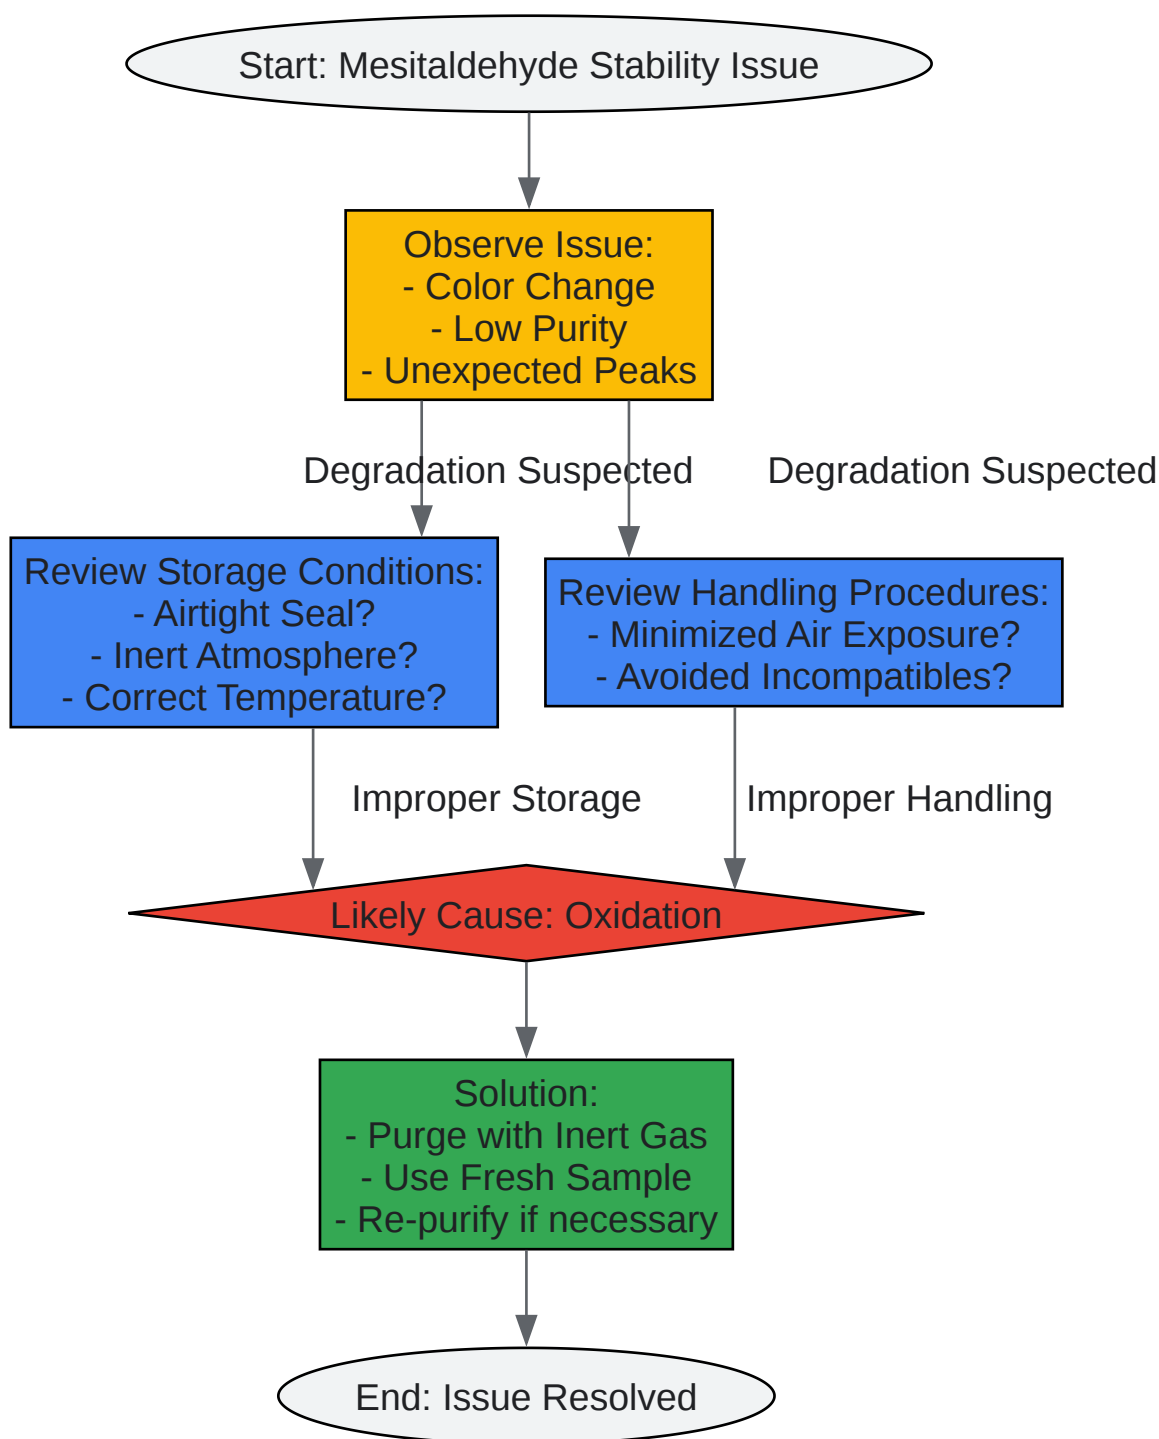 Start: Mesitaldehyde Stability Issue
Observe Issue:
- Color Change
- Low Purity
- Unexpected Peaks
Degradation Suspected
Degradation Suspected
Review Storage Conditions:
- Airtight Seal?
- Inert Atmosphere?
- Correct Temperature?
Review Handling Procedures:
- Minimized Air Exposure?
- Avoided Incompatibles?
Improper Storage
Improper Handling
Likely Cause: Oxidation
Solution:
- Purge with Inert Gas
- Use Fresh Sample
- Re-purify if necessary
End: Issue Resolved